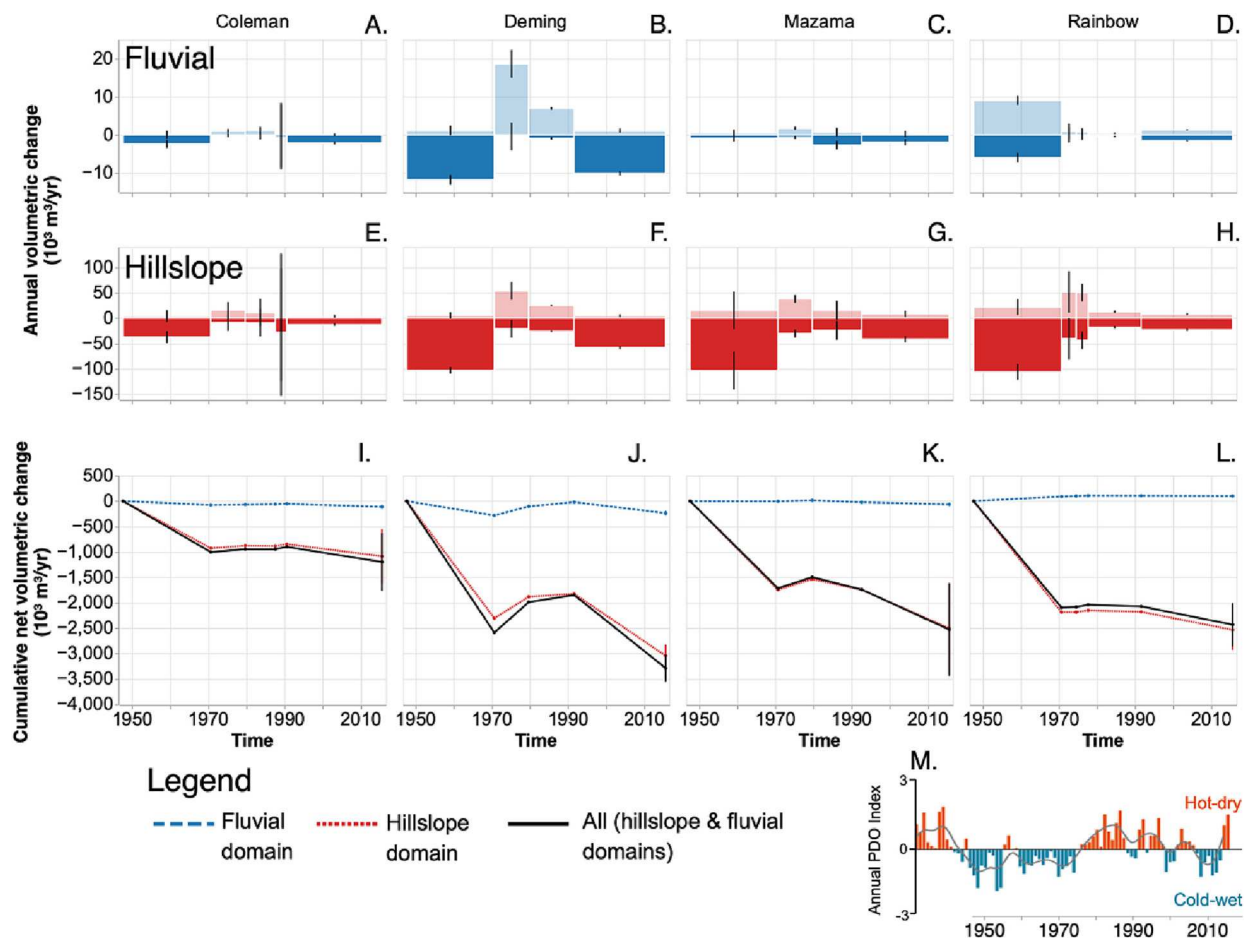 Coleman A. Deming B. Mazama C. Rainbow D.
Fluvial
20
10
0
−10
E. F. G. H.
Hillslope
100
50
0
−50
−100
−150
Annual volumetric change
(10³ m³/yr)
I. J. K. L.
500
0
−500
−1,000
−1,500
−2,000
−2,500
−3,000
−3,500
−4,000
Cumulative net volumetric change
(10³ m³/yr)
1950 1970 1990 2010 1950 1970 1990 2010 1950 1970 1990 2010 1950 1970 1990 2010
Time Time Time Time
Legend
Fluvial
domain
Hillslope
domain
All (hillslope & fluvial
domains)
M.
3
0
-3
Annual PDO Index
Hot-dry
Cold-wet
1950 1970 1990 2010